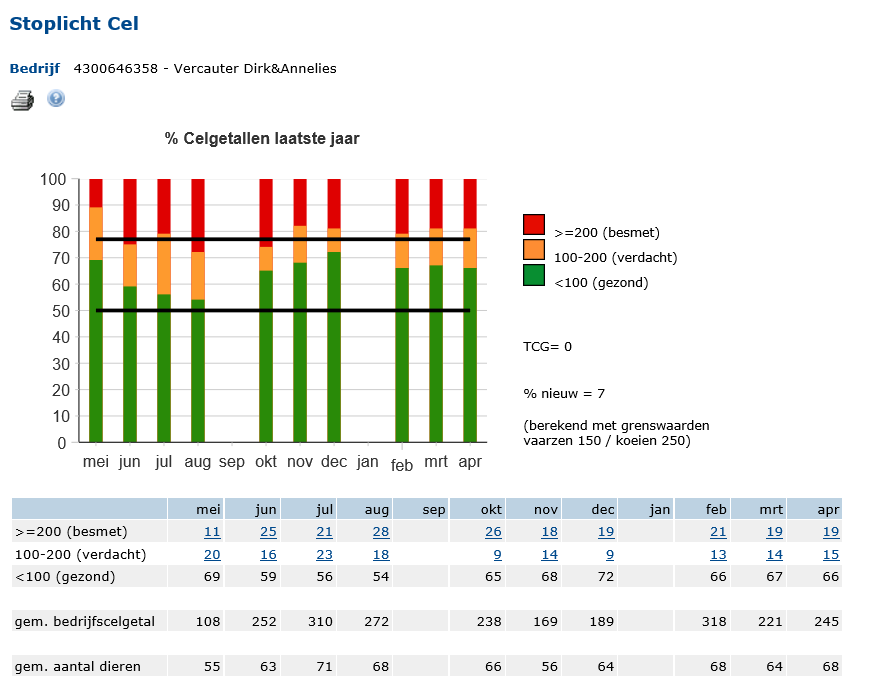 Stoplicht Cel
Bedrijf 4300646358 - Vercauter Dirk&Annelies
?
% Celgetallen laatste jaar
100
90
80
70
60
50
40
30
20
10
0
mei jun jul aug sep okt nov dec jan feb mrt apr
>=200 (besmet)
100-200 (verdacht)
<100 (gezond)
TCG= 0
% nieuw = 7
(berekend met grenswaarden
vaarzen 150 / koeien 250)
mei jun jul aug sep okt nov dec jan feb mrt apr
>=200 (besmet) 11 25 21 28 26 18 19 21 19 19
100-200 (verdacht) 20 16 23 18 9 14 9 13 14 15
<100 (gezond) 69 59 56 54 65 68 72 66 67 66
gem. bedrijfscelgetal 108 252 310 272 238 169 189 318 221 245
gem. aantal dieren 55 63 71 68 66 56 64 68 64 68